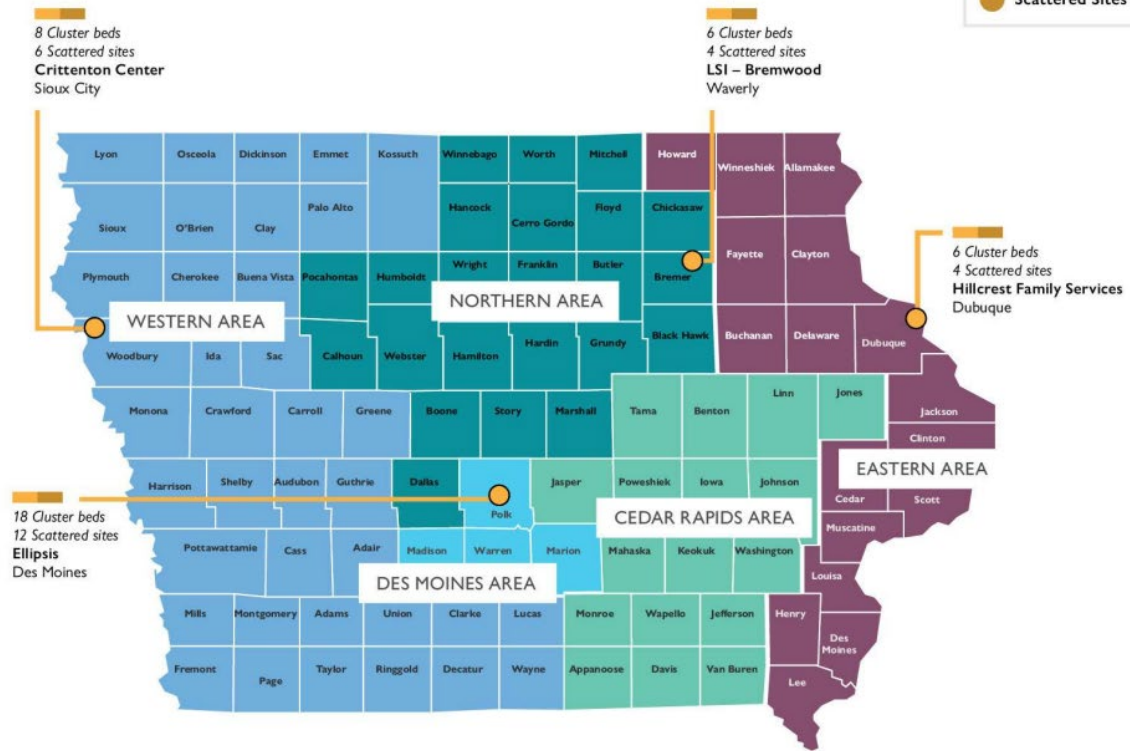 Scattered Sites
8 Cluster beds
6 Scattered sites
Crittenton Center
Sioux City
6 Cluster beds
4 Scattered sites
LSI – Bremwood
Waverly
Lyon
Osceola
Dickinson
Emmet
Kossuth
Winnebago
Worth
Mitchell
Howard
Winneshiek
Allamakee
Sioux
O'Brien
Clay
Palo Alto
Hancock
Cerro Gordo
Floyd
Chickasaw
Fayette
Clayton
6 Cluster beds
4 Scattered sites
Hillcrest Family Services
Dubuque
Plymouth
Cherokee
Buena Vista
Pocahontas
Humboldt
Wright
Franklin
Butler
Bremer
WESTERN AREA
NORTHERN AREA
Woodbury
Ida
Sac
Calhoun
Webster
Hamilton
Hardin
Grundy
Black Hawk
Buchanan
Delaware
Dubuque
Monona
Crawford
Carroll
Greene
Boone
Story
Marshall
Tama
Benton
Linn
Jones
Jackson
Clinton
EASTERN AREA
Harrison
Shelby
Audubon
Guthrie
Dallas
Polk
Jasper
Poweshiek
Iowa
Johnson
Cedar
Scott
CEDAR RAPIDS AREA
18 Cluster beds
12 Scattered sites
Ellipsis
Des Moines
Pottawattamie
Cass
Adair
Madison
Warren
Marion
Mahaska
Keokuk
Washington
Muscatine
Louisa
DES MOINES AREA
Mills
Montgomery
Adams
Union
Clarke
Lucas
Monroe
Wapello
Jefferson
Henry
Des
Moines
Fremont
Page
Taylor
Ringgold
Decatur
Wayne
Appanoose
Davis
Van Buren
Lee